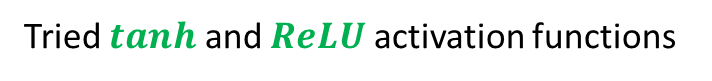 Tried tanh and ReLU activation functions